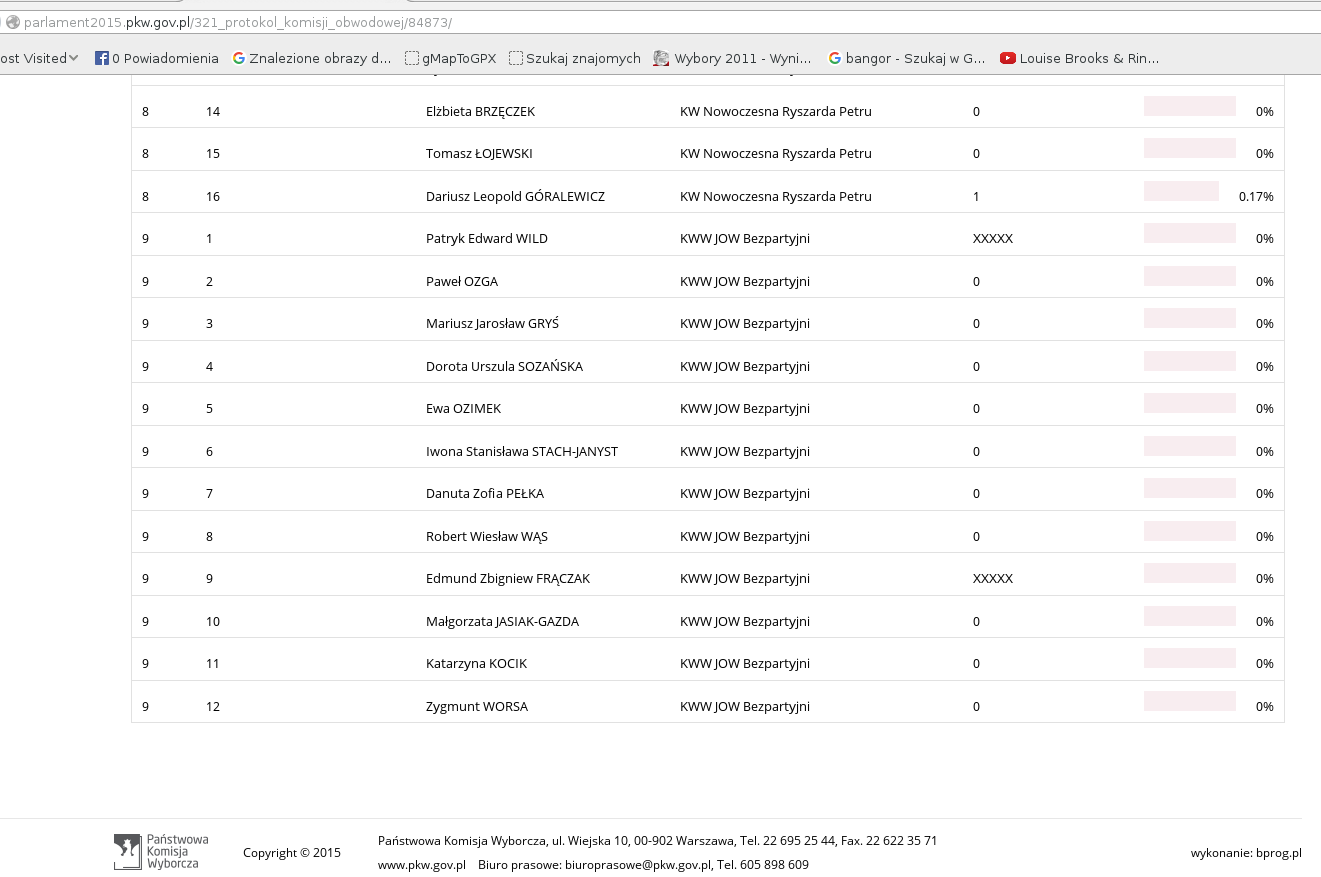 parlament2015.pkw.gov.pl/321_protokol_komisji_obwodowej/84873/
ost Visited 0 Powiadomienia Znalezione obrazy d... gMapToGPX Szukaj znajomych Wybory 2011 - Wyni... bangor - Szukaj w G... Louise Brooks & Rin...
8 14 Elżbieta BRZĘCZEK KW Nowoczesna Ryszarda Petru 0 0%
8 15 Tomasz ŁOJEWSKI KW Nowoczesna Ryszarda Petru 0 0%
8 16 Dariusz Leopold GÓRALEWICZ KW Nowoczesna Ryszarda Petru 1 0.17%
9 1 Patryk Edward WILD KWW JOW Bezpartyjni XXXXX 0%
9 2 Paweł OZGA KWW JOW Bezpartyjni 0 0%
9 3 Mariusz Jarosław GRYŚ KWW JOW Bezpartyjni 0 0%
9 4 Dorota Urszula SOZAŃSKA KWW JOW Bezpartyjni 0 0%
9 5 Ewa OZIMEK KWW JOW Bezpartyjni 0 0%
9 6 Iwona Stanisława STACH-JANYST KWW JOW Bezpartyjni 0 0%
9 7 Danuta Zofia PEŁKA KWW JOW Bezpartyjni 0 0%
9 8 Robert Wiesław WĄS KWW JOW Bezpartyjni 0 0%
9 9 Edmund Zbigniew FRĄCZAK KWW JOW Bezpartyjni XXXXX 0%
9 10 Małgorzata JASIAK-GAZDA KWW JOW Bezpartyjni 0 0%
9 11 Katarzyna KOCIK KWW JOW Bezpartyjni 0 0%
9 12 Zygmunt WORSA KWW JOW Bezpartyjni 0 0%
Państwowa
Komisja
Wyborcza
Copyright © 2015
Państwowa Komisja Wyborcza, ul. Wiejska 10, 00-902 Warszawa, Tel. 22 695 25 44, Fax. 22 622 35 71
www.pkw.gov.pl Biuro prasowe: biuroprasowe@pkw.gov.pl, Tel. 605 898 609
wykonanie: bprog.pl